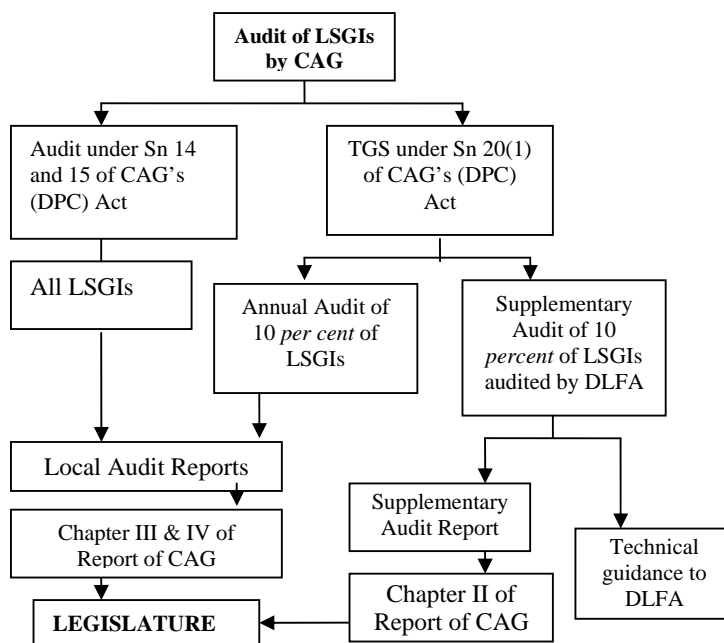 Audit of LSGIs
by CAG
Audit under Sn 14
and 15 of CAG's
(DPC) Act
TGS under Sn 20(1)
of CAG's (DPC)
Act
All LSGIs
Annual Audit of
10 per cent of
LSGIs
Supplementary
Audit of 10
percent of LSGIs
audited by DLFA
Local Audit Reports
Supplementary
Audit Report
Technical
guidance to
DLFA
Chapter III & IV of
Report of CAG
Chapter II of
Report of CAG
LEGISLATURE